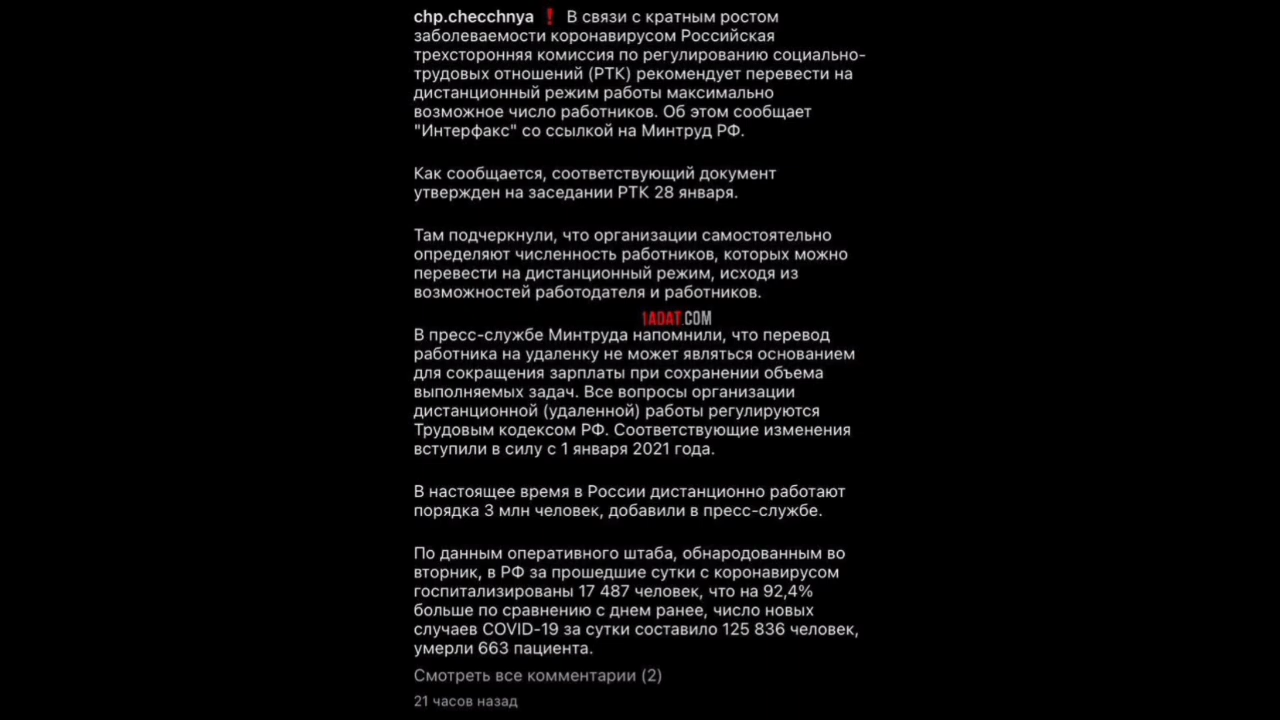 chp.checchnya❗ В связи с кратным ростом
заболеваемости коронавирусом Российская
трехсторонняя комиссия по регулированию социально-
трудовых отношений (РТК) рекомендует перевести на
дистанционный режим работы максимально
возможное число работников. Об этом сообщает
"Интерфакс" со ссылкой на Минтруд РФ.
Как сообщается, соответствующий документ
утвержден на заседании РТК 28 января.
Там подчеркнули, что организации самостоятельно
определяют численность работников, которых можно
перевести на дистанционный режим, исходя из
возможностей работодателя и работников.
1ADAT.COM
В пресс-службе Минтруда напомнили, что перевод
работника на удаленку не может являться основанием
для сокращения зарплаты при сохранении объема
выполняемых задач. Все вопросы организации
дистанционной (удаленной) работы регулируются
Трудовым кодексом РФ. Соответствующие изменения
вступили в силу с 1 января 2021 года.
В настоящее время в России дистанционно работают
порядка 3 млн человек, добавили в пресс-службе.
По данным оперативного штаба, обнародованным во
вторник, в РФ за прошедшие сутки с коронавирусом
госпитализированы 17 487 человек, что на 92,4%
больше по сравнению с днем ранее, число новых
случаев COVID-19 за сутки составило 125 836 человек,
умерли 663 пациента.
Смотреть все комментарии (2)
21 часов назад